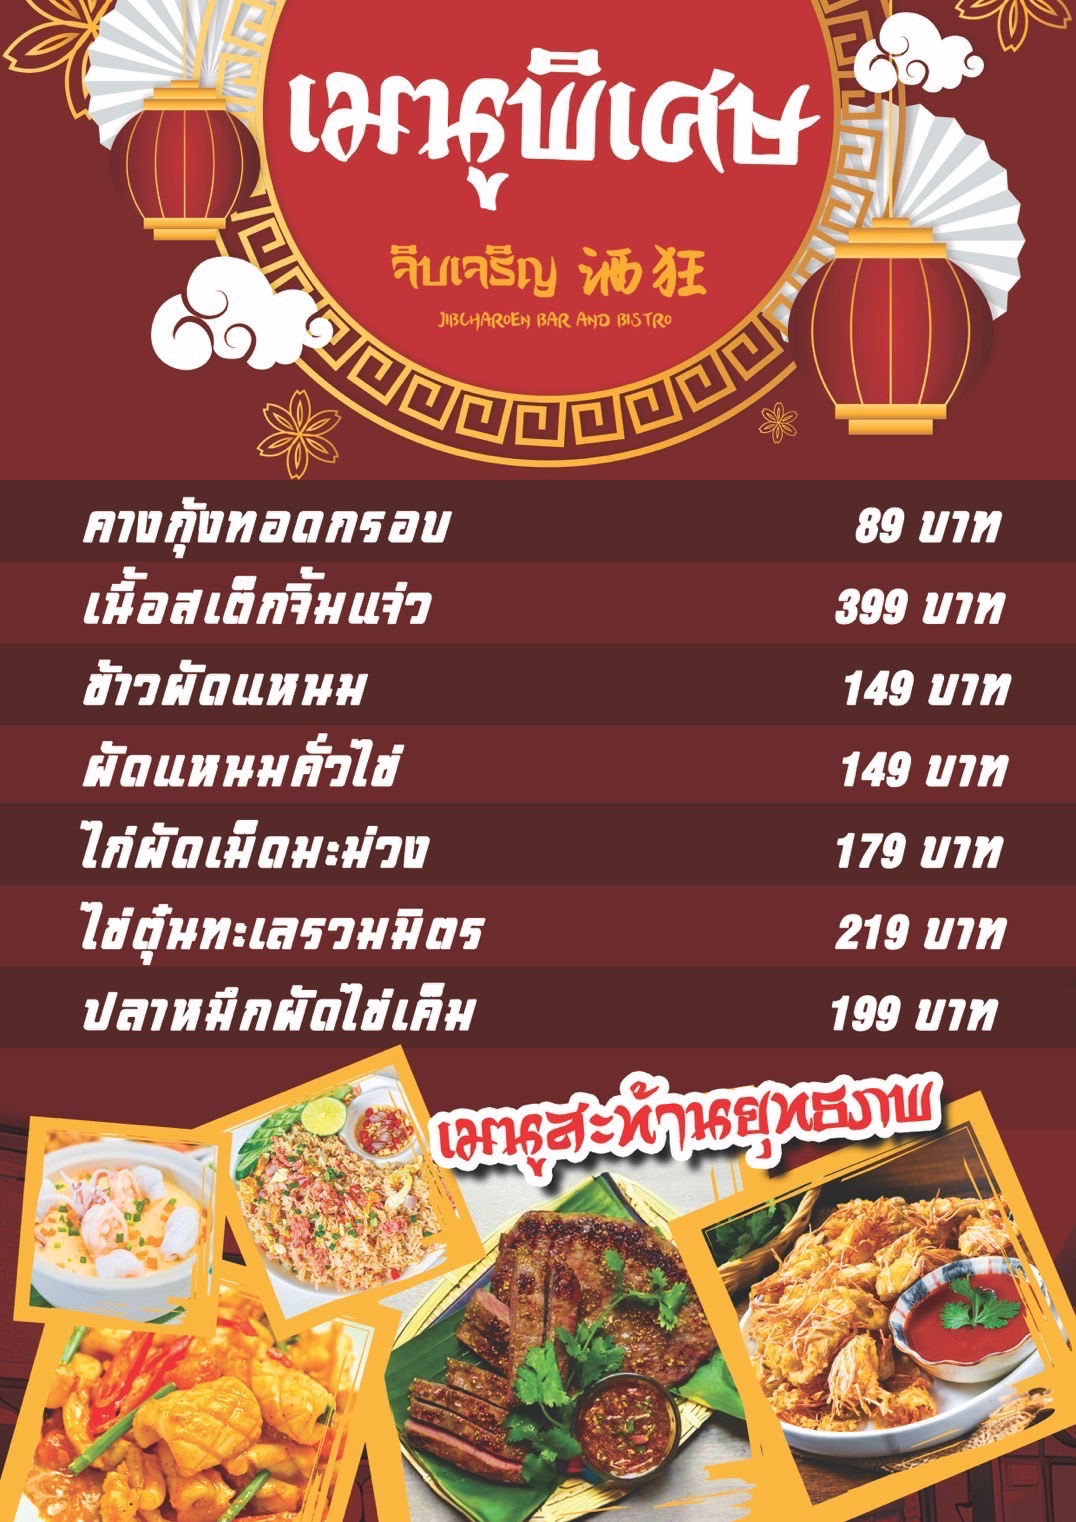 เมนูพิเศษ
จิบเจริญ 洒狂
JIBCHAROEN BAR AND BISTRO
คางกุ้งทอดกรอบ 89 บาท
เนื้อสเต็กจิ้มแจ่ว 399 บาท
ข้าวผัดแหนม 149 บาท
ผัดแหนมคั่วไข่ 149 บาท
ไก่ผัดเม็ดมะม่วง 179 บาท
ไข่ตุ๋นทะเลรวมมิตร 219 บาท
ปลาหมึกผัดไข่เค็ม 199 บาท
เมนูสะท้านยุทธภพ